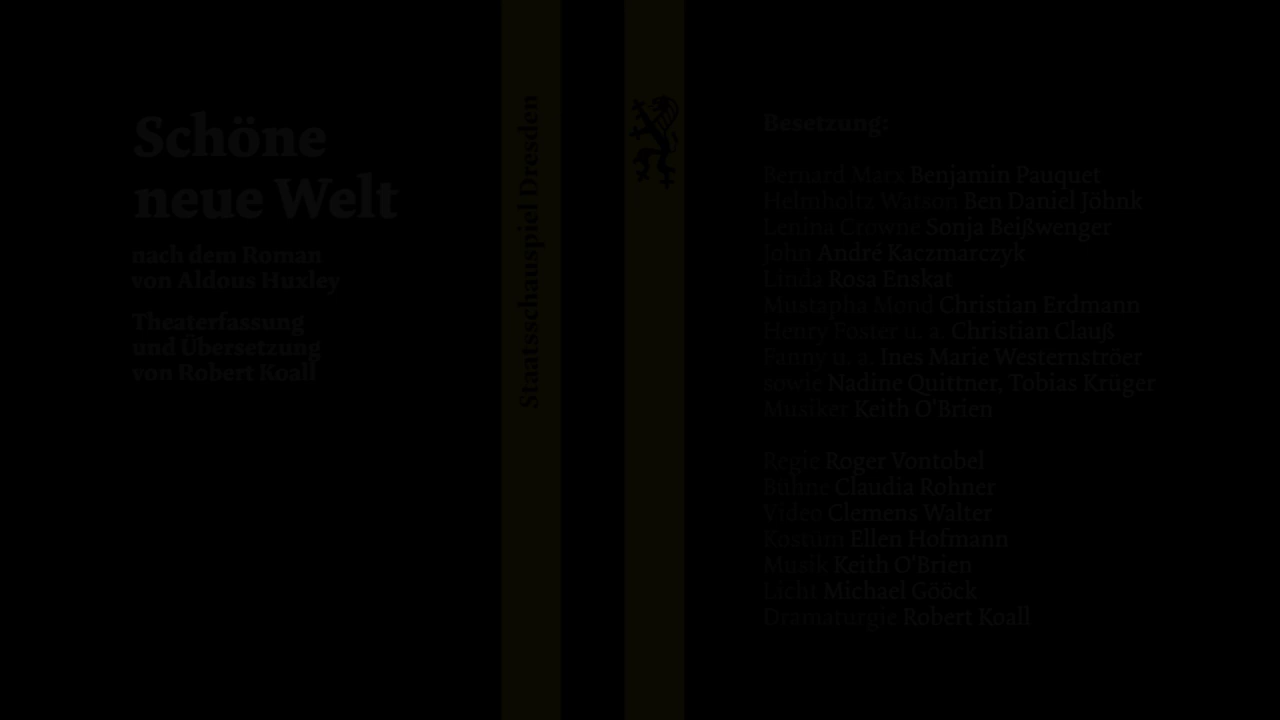 Schöne
neue Welt
nach dem Roman
von Aldous Huxley
Theaterfassung
und Übersetzung
von Robert Koall
Staatsschauspiel Dresden
Besetzung:
Bernard Marx Benjamin Pauquet
Helmholtz Watson Ben Daniel Jöhnk
Lenina Crowne Sonja Beißwenger
John André Kaczmarczyk
Linda Rosa Enskat
Mustapha Mond Christian Erdmann
Henry Foster u. a. Christian Clauß
Fanny u. a. Ines Marie Westernströer
sowie Nadine Quittner, Tobias Krüger
Musiker Keith O'Brien
Regie Roger Vontobel
Bühne Claudia Rohner
Video Clemens Walter
Kostüm Ellen Hofmann
Musik Keith O'Brien
Licht Michael Gööck
Dramaturgie Robert Koall